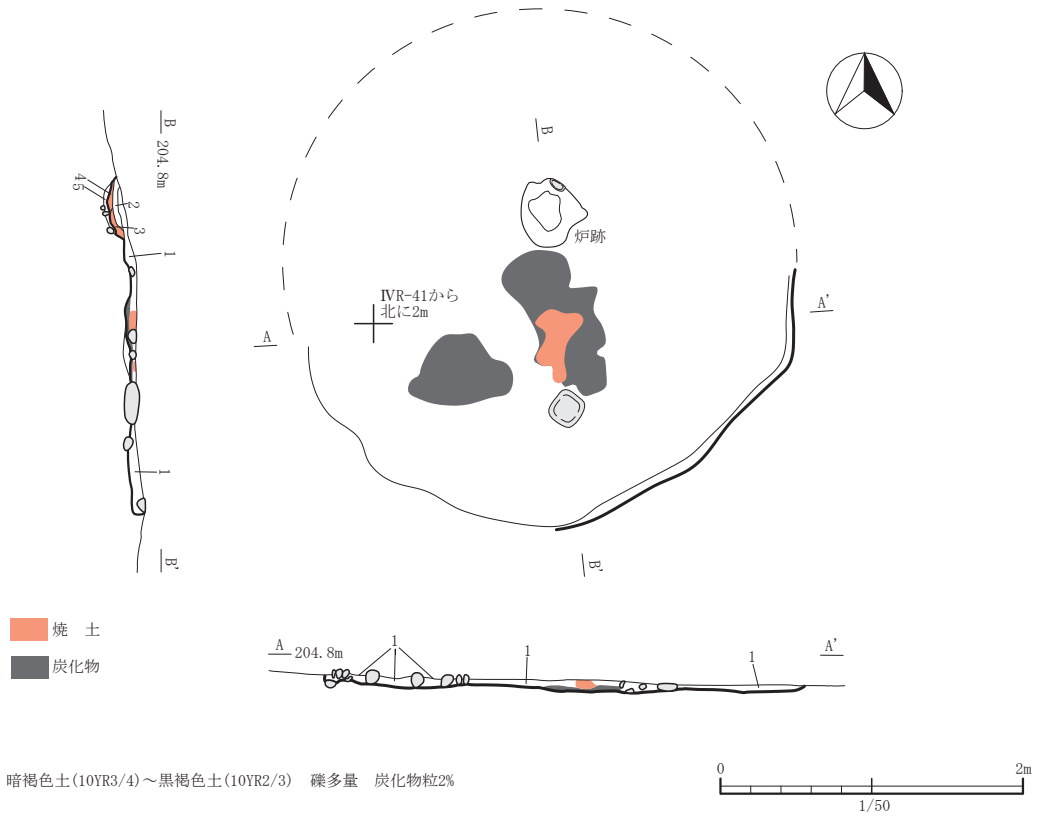 B
B
204.8m
4
5
2
3
1
炉跡
ⅣR-41から
北に2m
A
A'
1
B'
B'
焼　土
炭化物
A
204.8m
1
1
1
A'
暗褐色土(10YR3/4)～黒褐色土(10YR2/3)　礫多量　炭化物粒2%
0
2m
1/50